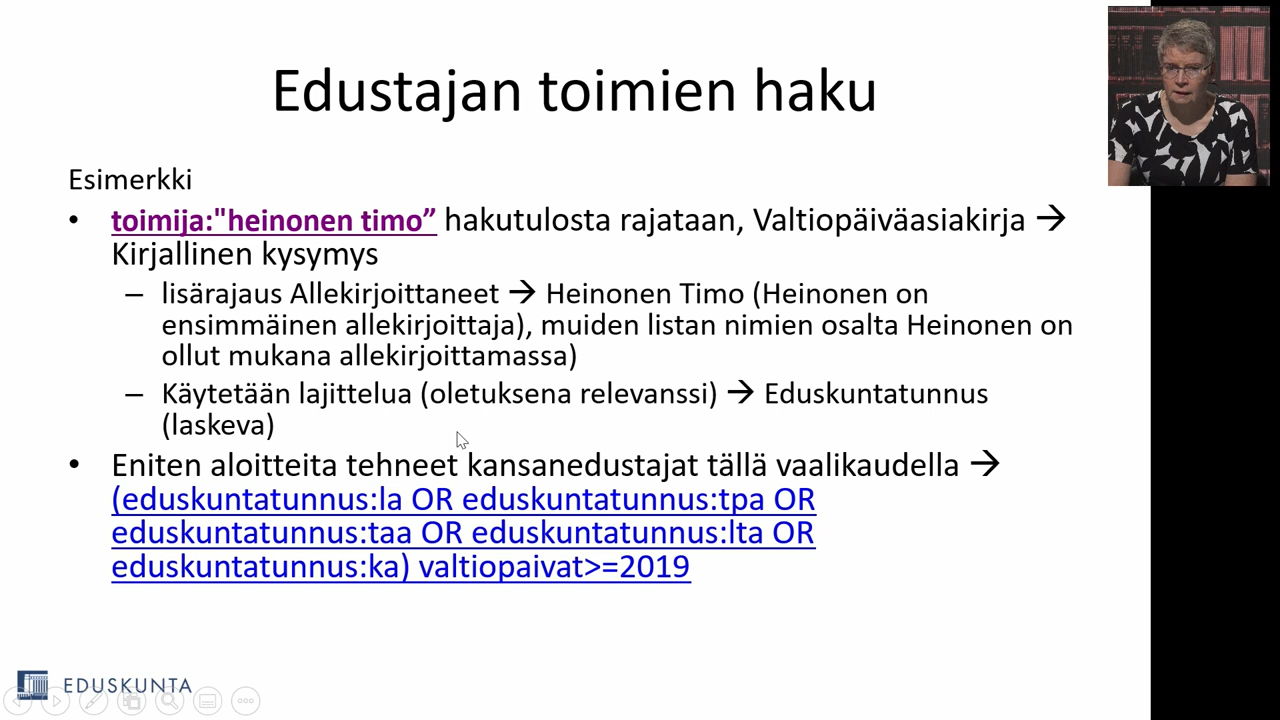 Edustajan toimien haku
Esimerkki
• toimija:"heinonen timo” hakutulosta rajataan, Valtiopäiväasiakirja →
Kirjallinen kysymys
– lisärajaus Allekirjoittaneet → Heinonen Timo (Heinonen on
ensimmäinen allekirjoittaja), muiden listan nimien osalta Heinonen on
ollut mukana allekirjoittamassa)
– Käytetään lajittelua (oletuksena relevanssi) → Eduskuntatunnus
(laskeva)
• Eniten aloitteita tehneet kansanedustajat tällä vaalikaudella →
(eduskuntatunnus:la OR eduskuntatunnus:tpa OR
eduskuntatunnus:taa OR eduskuntatunnus:lta OR
eduskuntatunnus:ka) valtiopaivat>=2019
EDUSKUNTA